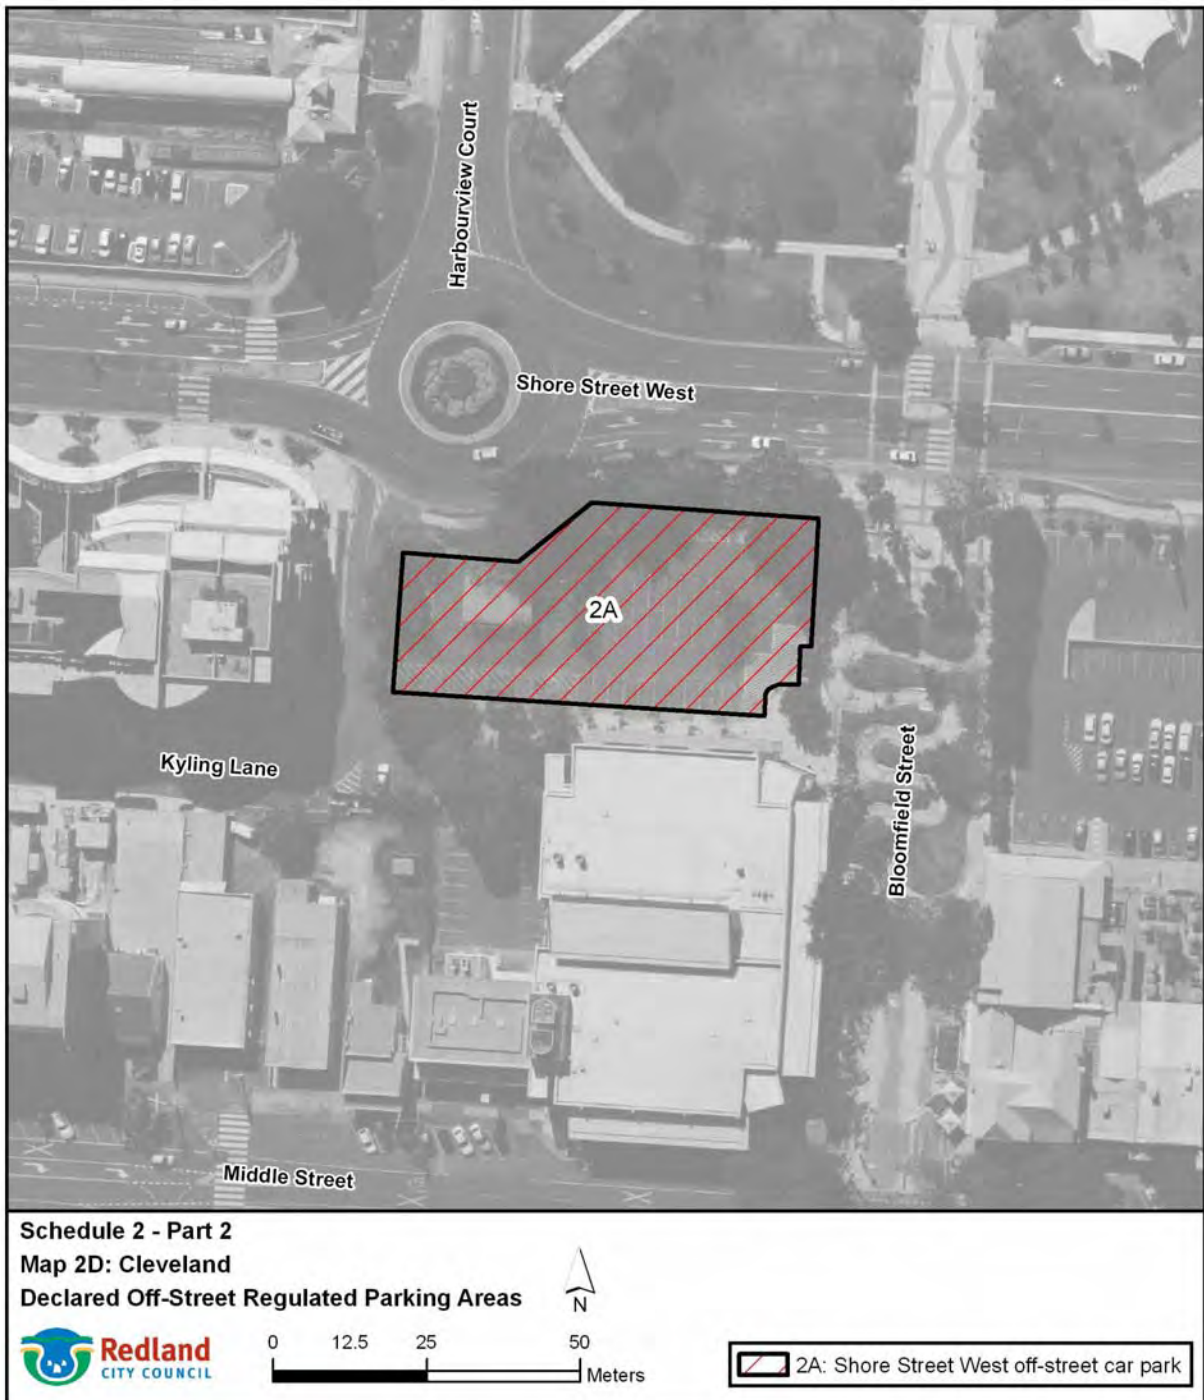 Harbourview Court
Shore Street West
2A
Kyling Lane
Bloomfield Street
Middle Street
Schedule 2 - Part 2
Map 2D: Cleveland
Declared Off-Street Regulated Parking Areas
N
Redland
CITY COUNCIL
0 12.5 25 50
Meters
2A: Shore Street West off-street car park